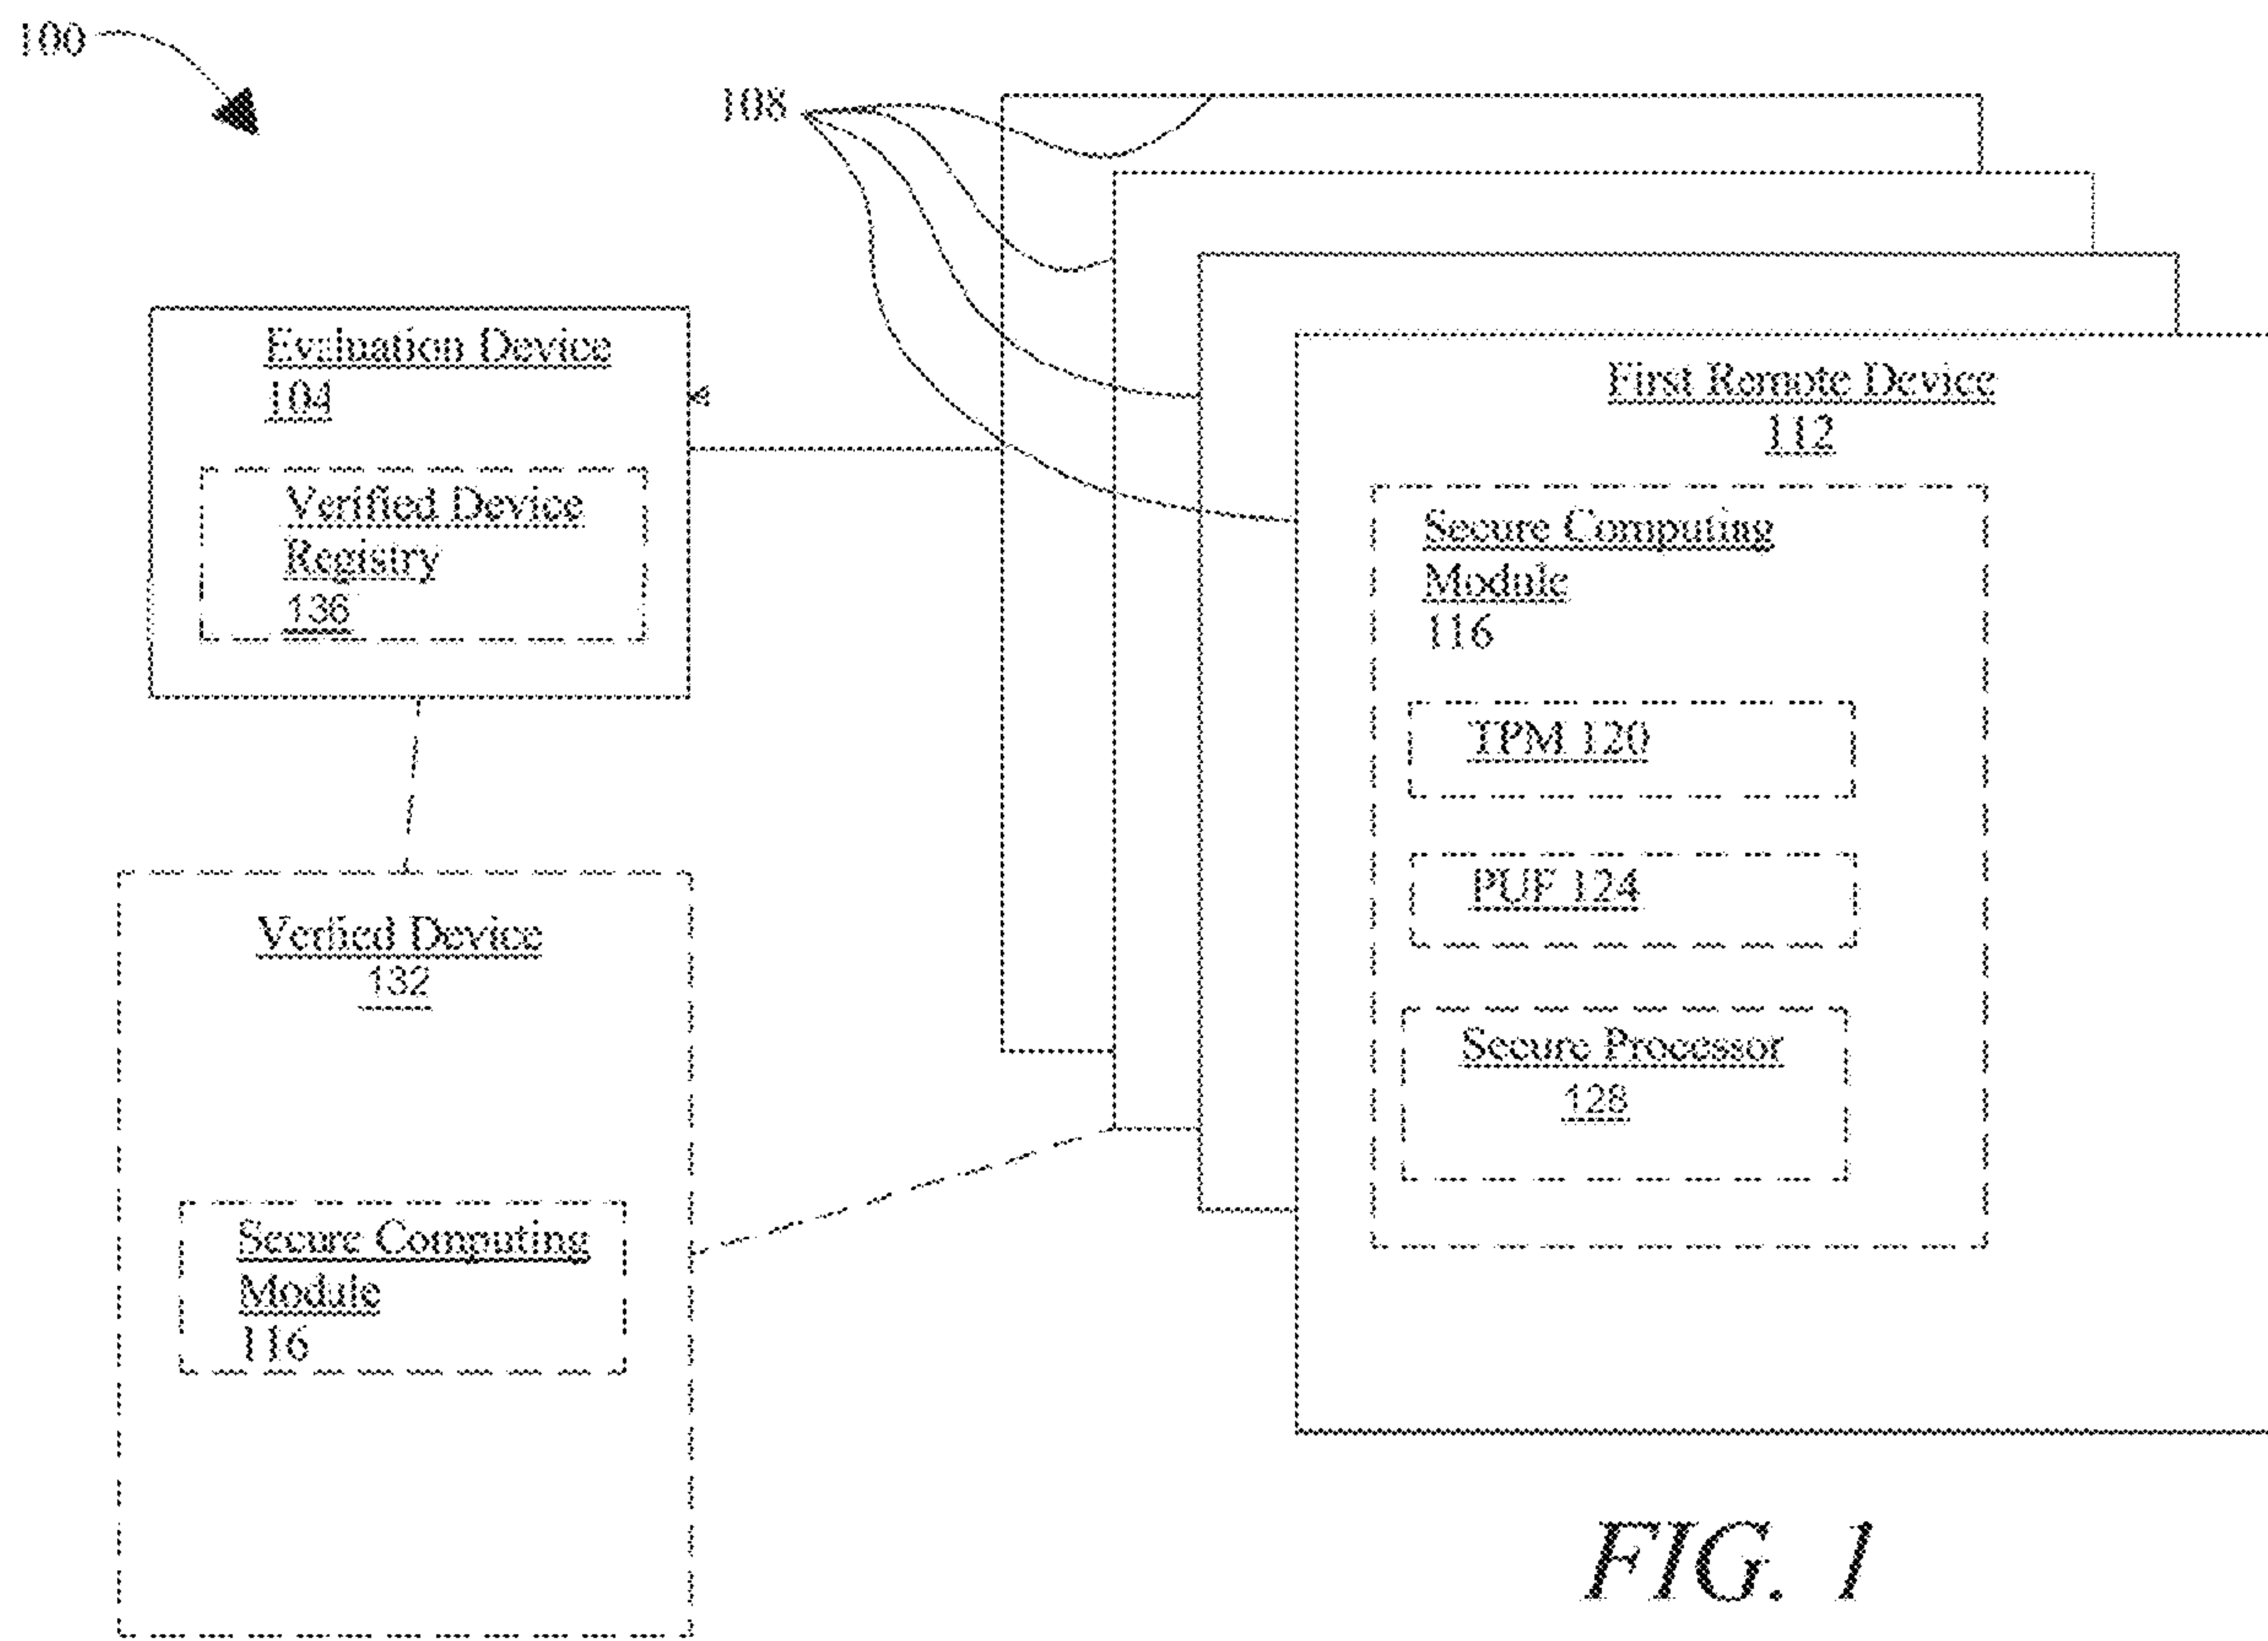 100
108
Evaluation Device
104
Verified Device
Registry
136
First Remote Device
112
Secure Computing
Module
116
TPM 120
PUF 124
Secure Processor
128
Verfied Device
132
Secure Computing
Module
116
FIG. 1